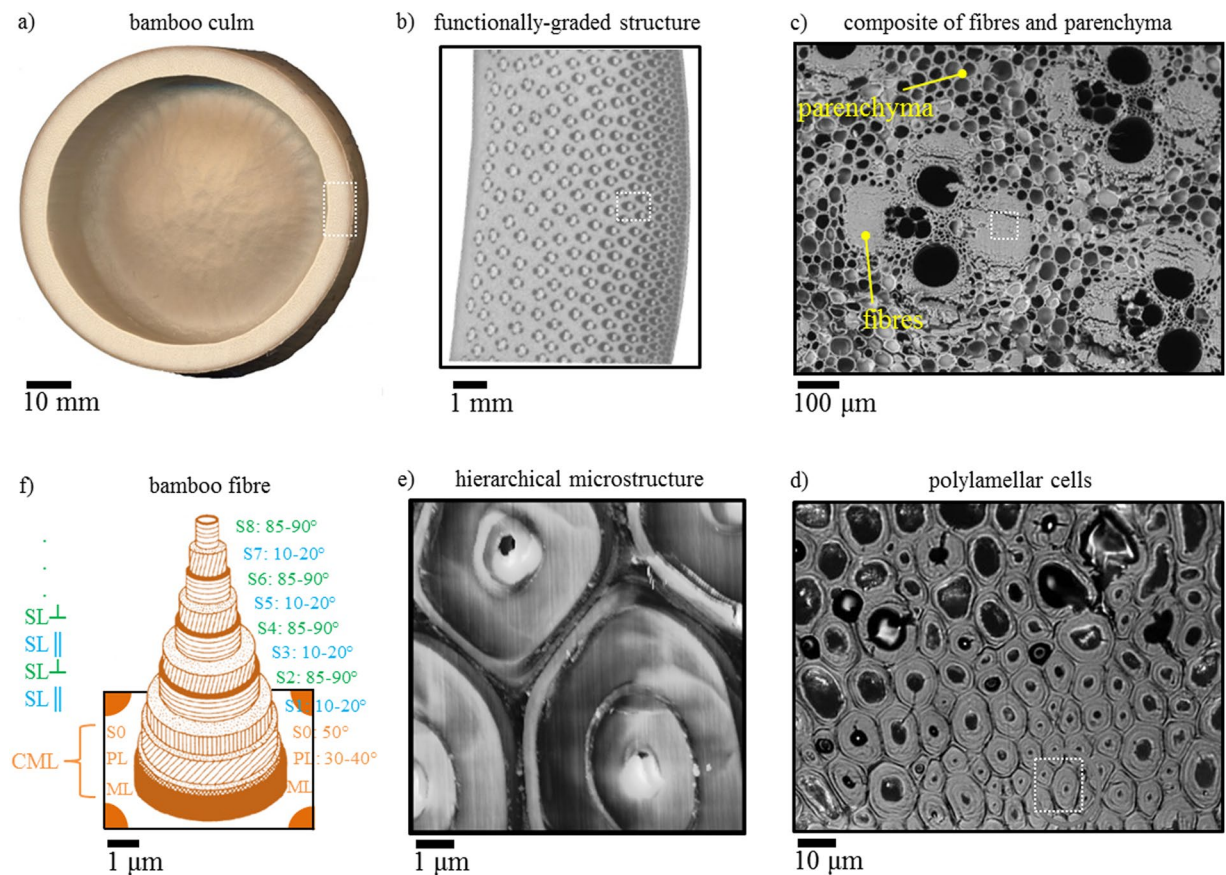 a) bamboo culm
b) functionally-graded structure
c) composite of fibres and parenchyma
parenchyma
fibres
10 mm
1 mm
100 μm
f) bamboo fibre
e) hierarchical microstructure
d) polylamellar cells
S8: 85-90°
S7: 10-20°
S6: 85-90°
S5: 10-20°
SL⊥ S4: 85-90°
SL ∥ S3: 10-20°
SL⊥ S2: 85-90°
SL ∥ S1: 10-20°
S0 S0: 50°
CML PL PL: 30-40°
ML ML
1 μm
1 μm
10 μm